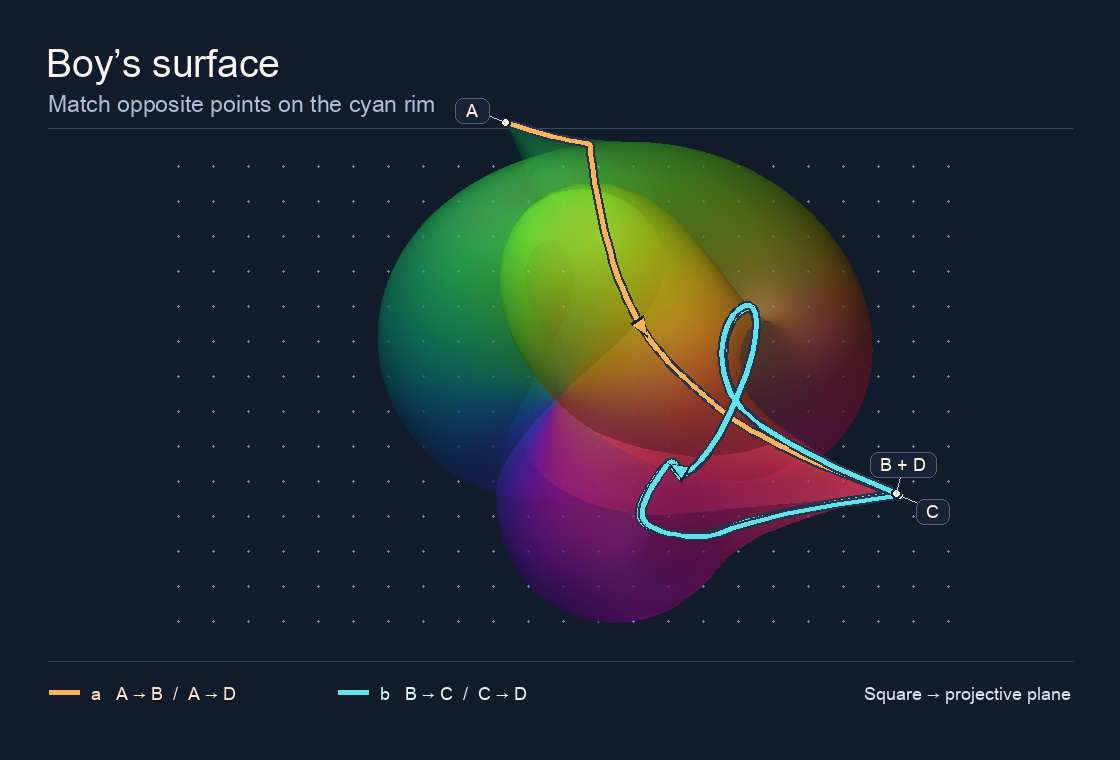 Boy’s surface
Match opposite points on the cyan rim
A
B + D
C
a A→B / A→D
b B→C / C→D
Square→projective plane